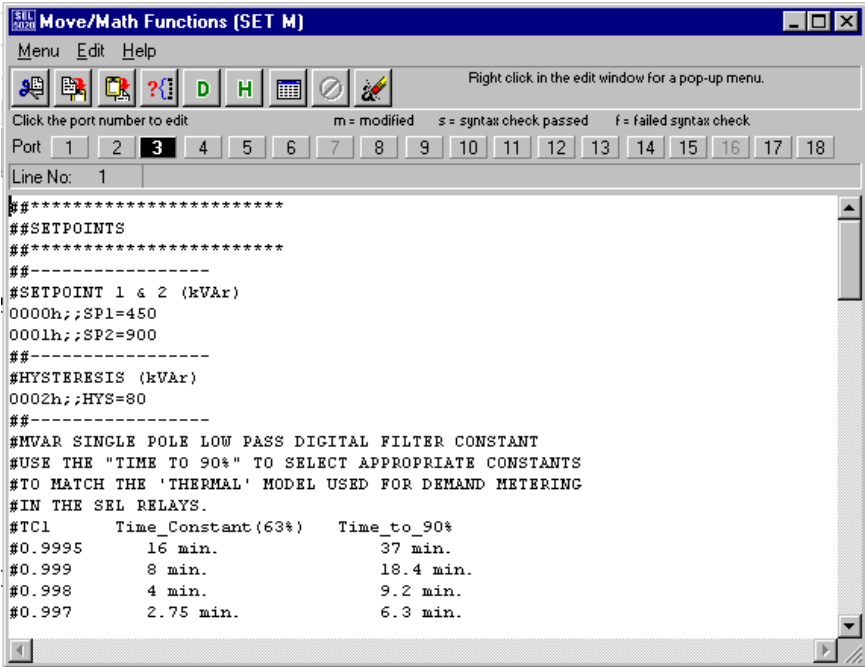 SEL 5020 Move/Math Functions (SET M)
Menu Edit Help
?{ D H Right click in the edit window for a pop-up menu.
Click the port number to edit m = modified s = syntax check passed f = failed syntax check
Port 1 2 3 4 5 6 7 8 9 10 11 12 13 14 15 16 17 18
Line No: 1
##************************
##SETPOINTS
##************************
##-----------------
#SETPOINT 1 & 2 (kVAr)
0000h;;SP1=450
0001h;;SP2=900
##-----------------
#HYSTERESIS (kVAr)
0002h;;HYS=80
##-----------------
#MVAR SINGLE POLE LOW PASS DIGITAL FILTER CONSTANT
#USE THE "TIME TO 90%" TO SELECT APPROPRIATE CONSTANTS
#TO MATCH THE 'THERMAL' MODEL USED FOR DEMAND METERING
#IN THE SEL RELAYS.
#TC1 Time_Constant(63%) Time_to_90%
#0.9995 16 min. 37 min.
#0.999 8 min. 18.4 min.
#0.998 4 min. 9.2 min.
#0.997 2.75 min. 6.3 min.